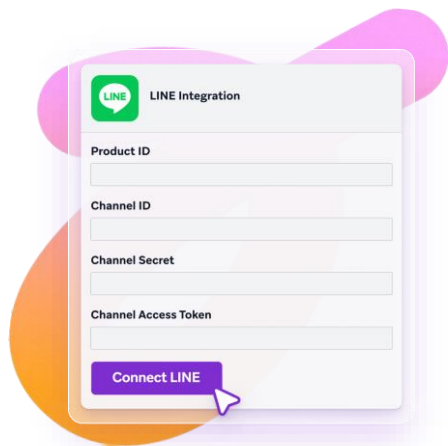 LINE
LINE Integration
Product ID
Channel ID
Channel Secret
Channel Access Token
Connect LINE